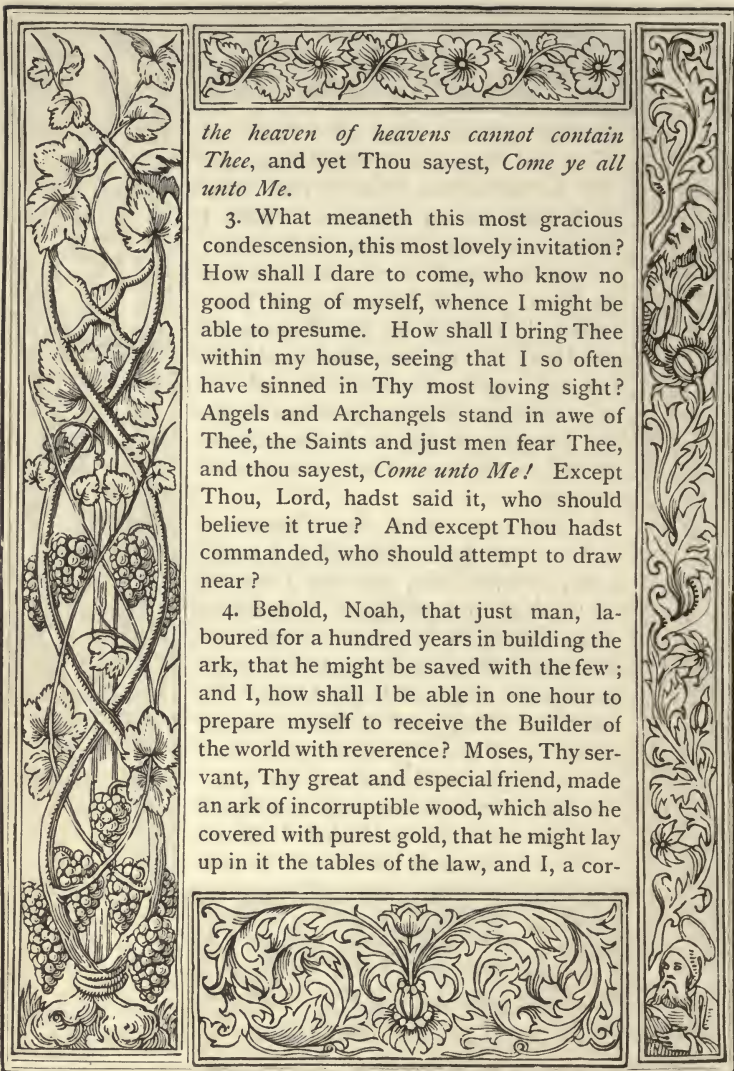 the heaven of heavens cannot contain
Thee, and yet Thou sayest, Come ye all
unto Me.
3. What meaneth this most gracious
condescension, this most lovely invitation?
How shall I dare to come, who know no
good thing of myself, whence I might be
able to presume. How shall I bring Thee
within my house, seeing that I so often
have sinned in Thy most loving sight?
Angels and Archangels stand in awe of
Thee, the Saints and just men fear Thee,
and thou sayest, Come unto Me! Except
Thou, Lord, hadst said it, who should
believe it true? And except Thou hadst
commanded, who should attempt to draw
near?
4. Behold, Noah, that just man, la-
boured for a hundred years in building the
ark, that he might be saved with the few;
and I, how shall I be able in one hour to
prepare myself to receive the Builder of
the world with reverence? Moses, Thy ser-
vant, Thy great and especial friend, made
an ark of incorruptible wood, which also he
covered with purest gold, that he might lay
up in it the tables of the law, and I, a cor-